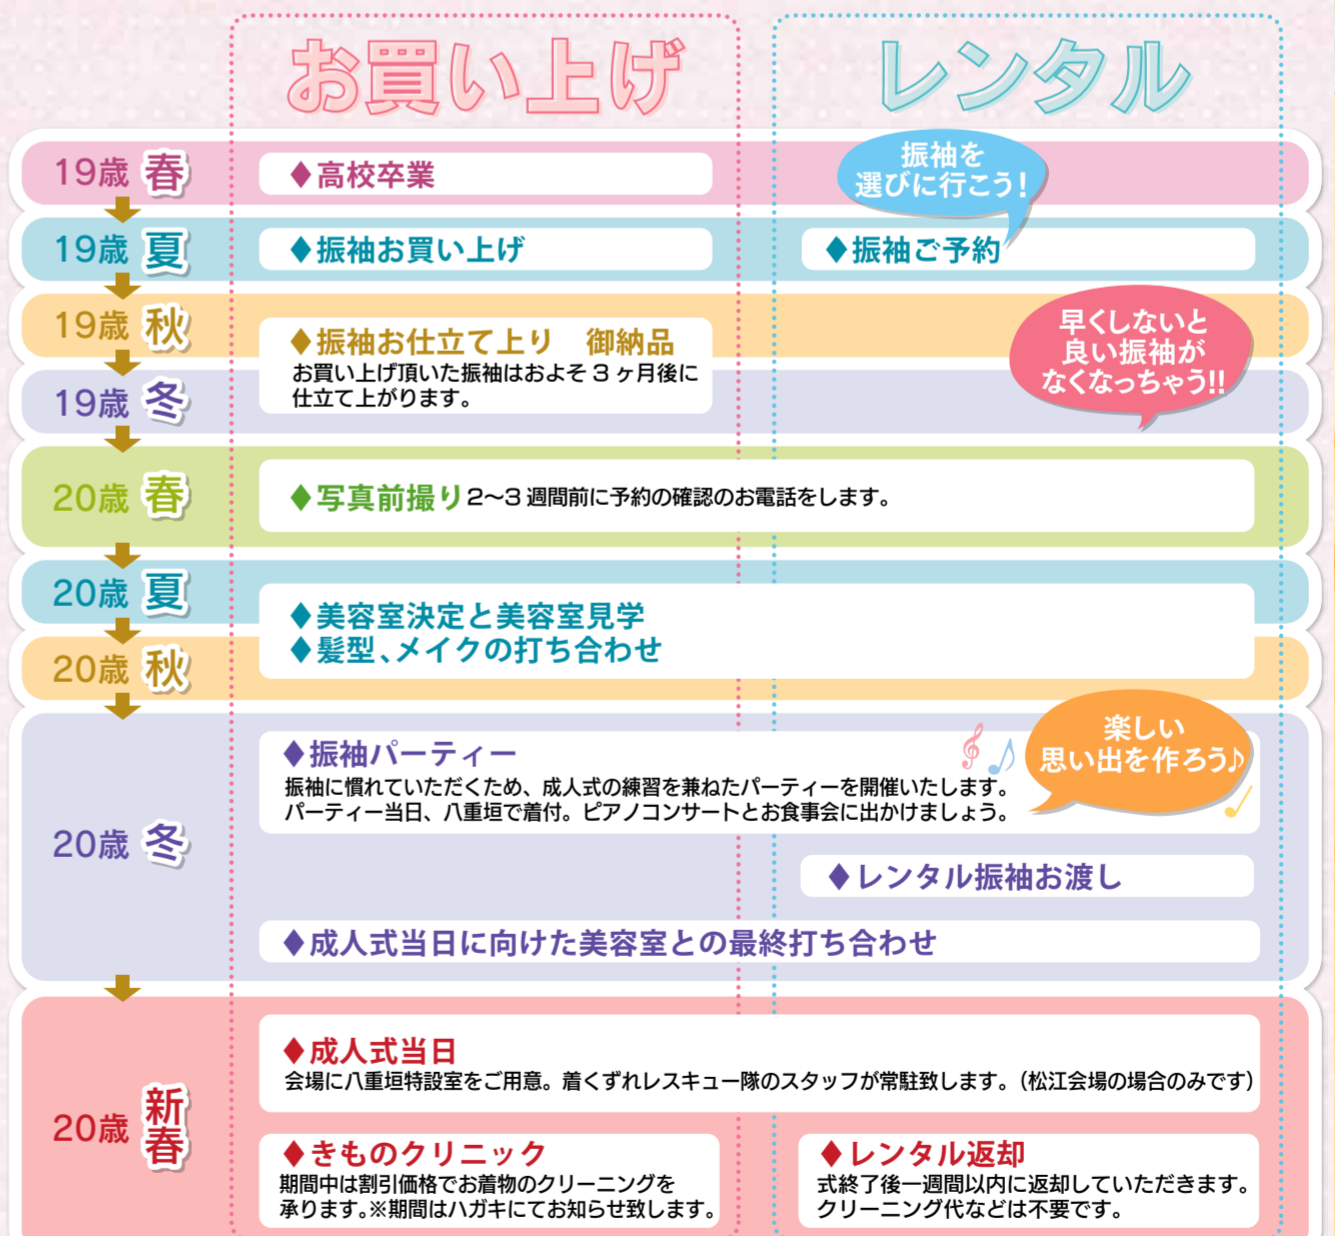 お買い上げ
レンタル
19歳 春
◆高校卒業
振袖を
選びに行こう!
19歳 夏
◆振袖お買い上げ
◆振袖ご予約
19歳 秋
◆振袖お仕立て上り 御納品
お買い上げ頂いた振袖はおよそ3ヶ月後に
仕立て上がります。
早くしないと
良い振袖が
なくなっちゃう!!
19歳 冬
20歳 春
◆写真前撮り 2〜3週間前に予約の確認のお電話をします。
20歳 夏
◆美容室決定と美容室見学
◆髪型、メイクの打ち合わせ
20歳 秋
20歳 冬
◆振袖パーティー
振袖に慣れていただくため、成人式の練習を兼ねたパーティーを開催いたします。
パーティー当日、八重垣で着付。ピアノコンサートとお食事会に出かけましょう。
楽しい
思い出を作ろう♪
◆レンタル振袖お渡し
◆成人式当日に向けた美容室との最終打ち合わせ
20歳 新春
◆成人式当日
会場に八重垣特設室をご用意。着くずれレスキュー隊のスタッフが常駐致します。(松江会場の場合のみです)
◆きものクリニック
期間中は割引価格でお着物のクリーニングを
承ります。※期間はハガキにてお知らせ致します。
◆レンタル返却
式終了後一週間以内に返却していただきます。
クリーニング代などは不要です。